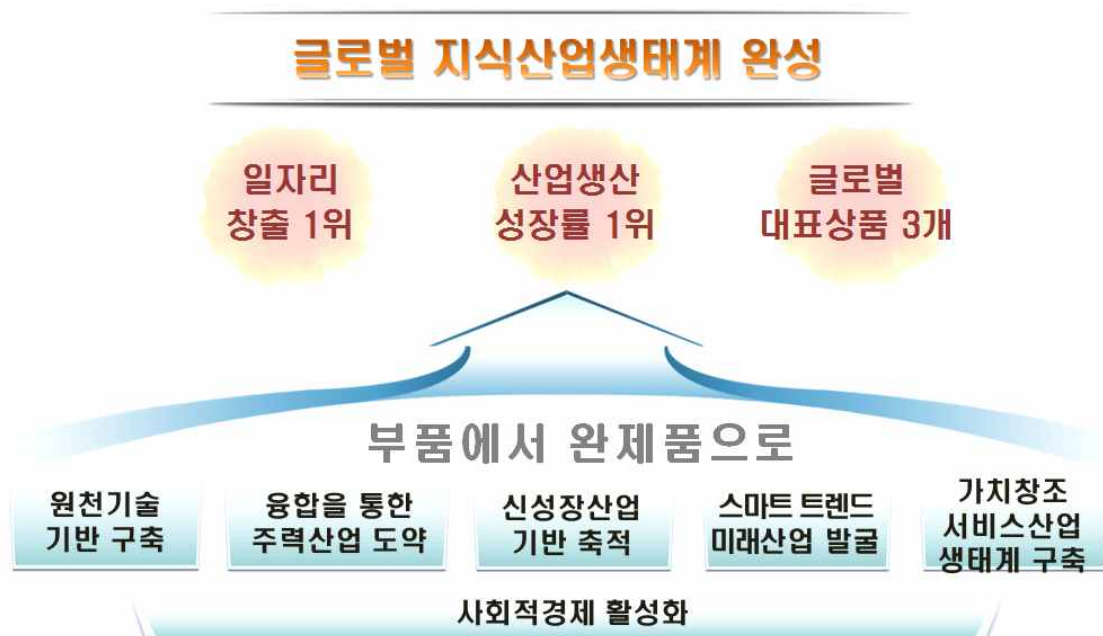 글로벌 지식산업생태계 완성
일자리
창출 1위
산업생산
성장률 1위
글로벌
대표상품 3개
부품에서 완제품으로
원천기술
기반 구축
융합을 통한
주력산업 도약
신성장산업
기반 축적
스마트 트렌드
미래산업 발굴
가치창조
서비스산업
생태계 구축
사회적경제 활성화